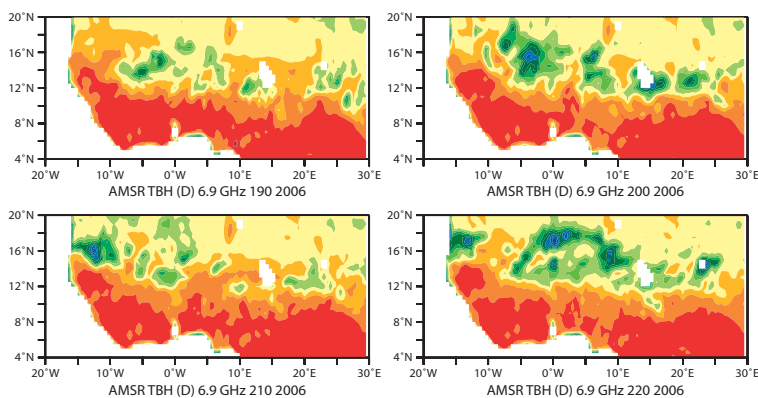 20˚N 20˚N
16˚N 16˚N
12˚N 12˚N
8˚N 8˚N
4˚N 4˚N
20˚W 10˚W 0˚W 10˚E 20˚E 30˚E 20˚W 10˚W 0˚W 10˚E 20˚E 30˚E
AMSR TBH (D) 6.9 GHz 190 2006 AMSR TBH (D) 6.9 GHz 200 2006
20˚N 20˚N
16˚N 16˚N
12˚N 12˚N
8˚N 8˚N
4˚N 4˚N
20˚W 10˚W 0˚W 10˚E 20˚E 30˚E 20˚W 10˚W 0˚W 10˚E 20˚E 30˚E
AMSR TBH (D) 6.9 GHz 210 2006 AMSR TBH (D) 6.9 GHz 220 2006